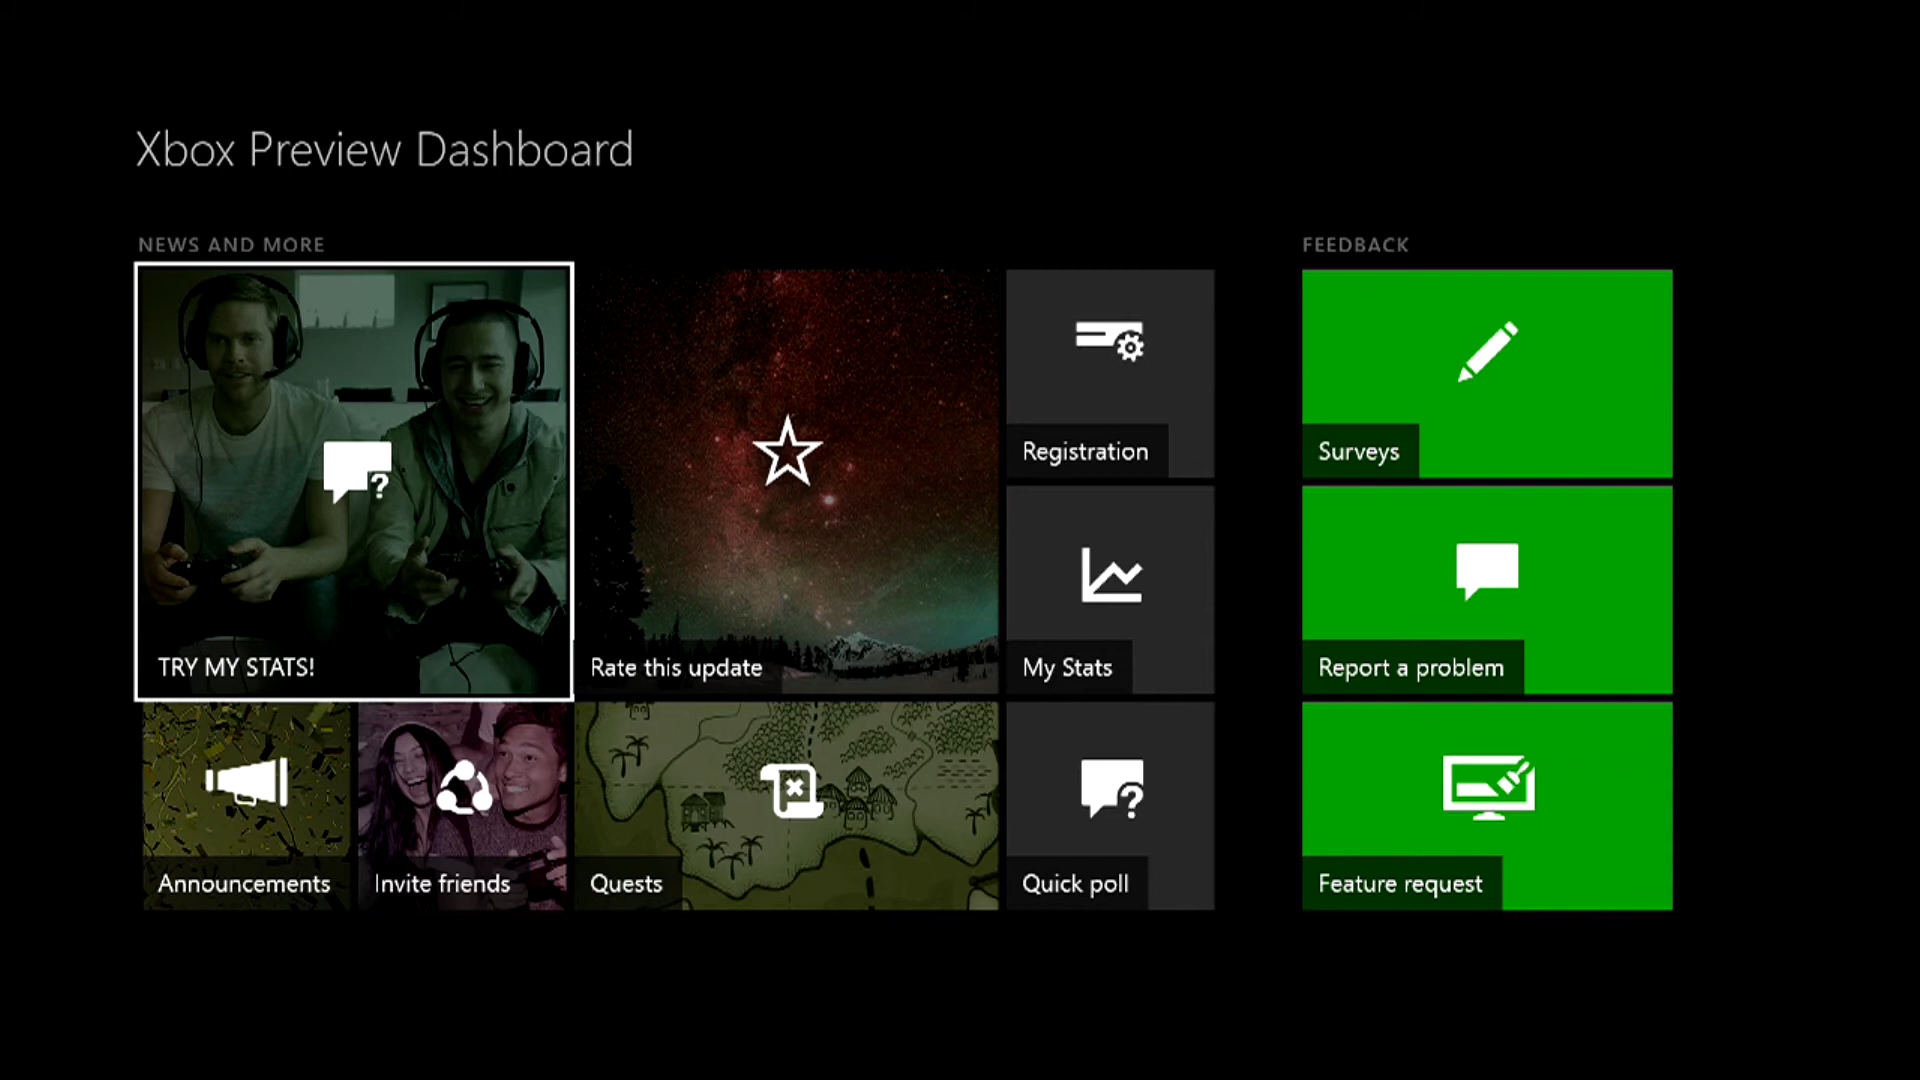 Xbox Preview Dashboard
NEWS AND MORE
TRY MY STATS!
Rate this update
Registration
My Stats
Announcements
Invite friends
Quests
Quick poll
FEEDBACK
Surveys
Report a problem
Feature request